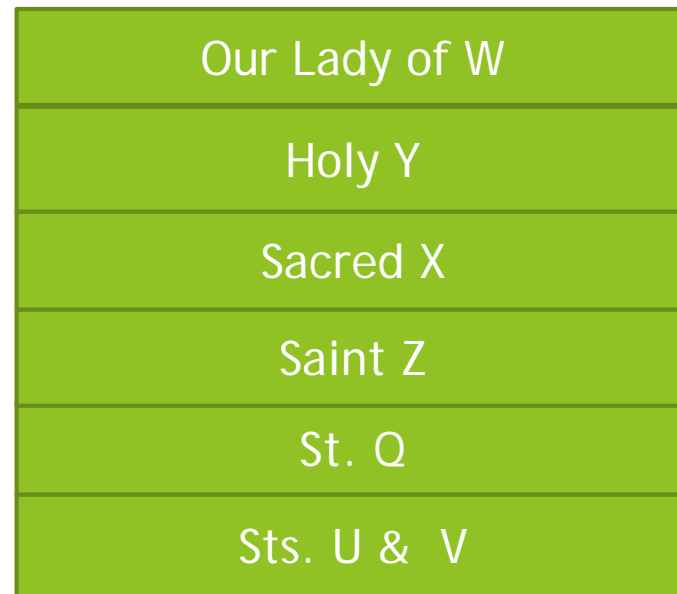 Our Lady of W
Holy Y
Sacred X
Saint Z
St. Q
Sts. U & V